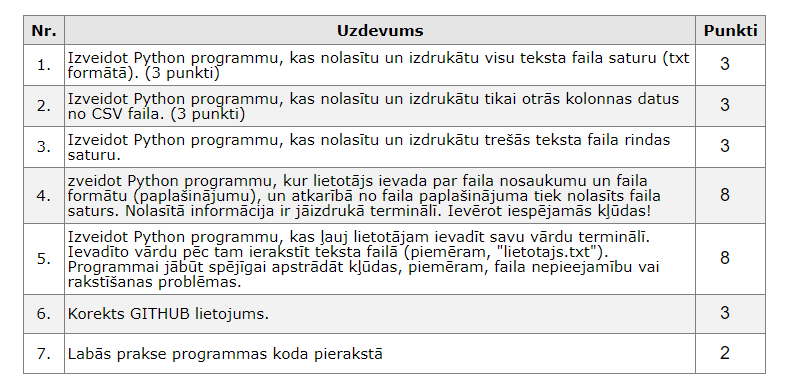 Nr. Uzdevums Punkti
1. Izveidot Python programmu, kas nolasītu un izdrukātu visu teksta faila saturu (txt
formātā). (3 punkti) 3
2. Izveidot Python programmu, kas nolasītu un izdrukātu tikai otrās kolonnas datus
no CSV faila. (3 punkti) 3
3. Izveidot Python programmu, kas nolasītu un izdrukātu trešās teksta faila rindas
saturu. 3
4. zveidot Python programmu, kur lietotājs ievada par faila nosaukumu un faila
formātu (paplašinājumu), un atkarībā no faila paplašinājuma tiek nolasīts faila
saturs. Nolasītā informācija ir jāizdrukā terminālī. Ievērot iespējamās kļūdas! 8
5. Izveidot Python programmu, kas ļauj lietotājam ievadīt savu vārdu terminālī.
Ievadīto vārdu pēc tam ierakstīt teksta failā (piemēram, "lietotajs.txt").
Programmai jābūt spējīgai apstrādāt kļūdas, piemēram, faila nepieejamību vai
rakstīšanas problēmas. 8
6. Korekts GITHUB lietojums. 3
7. Labās prakse programmas koda pierakstā 2